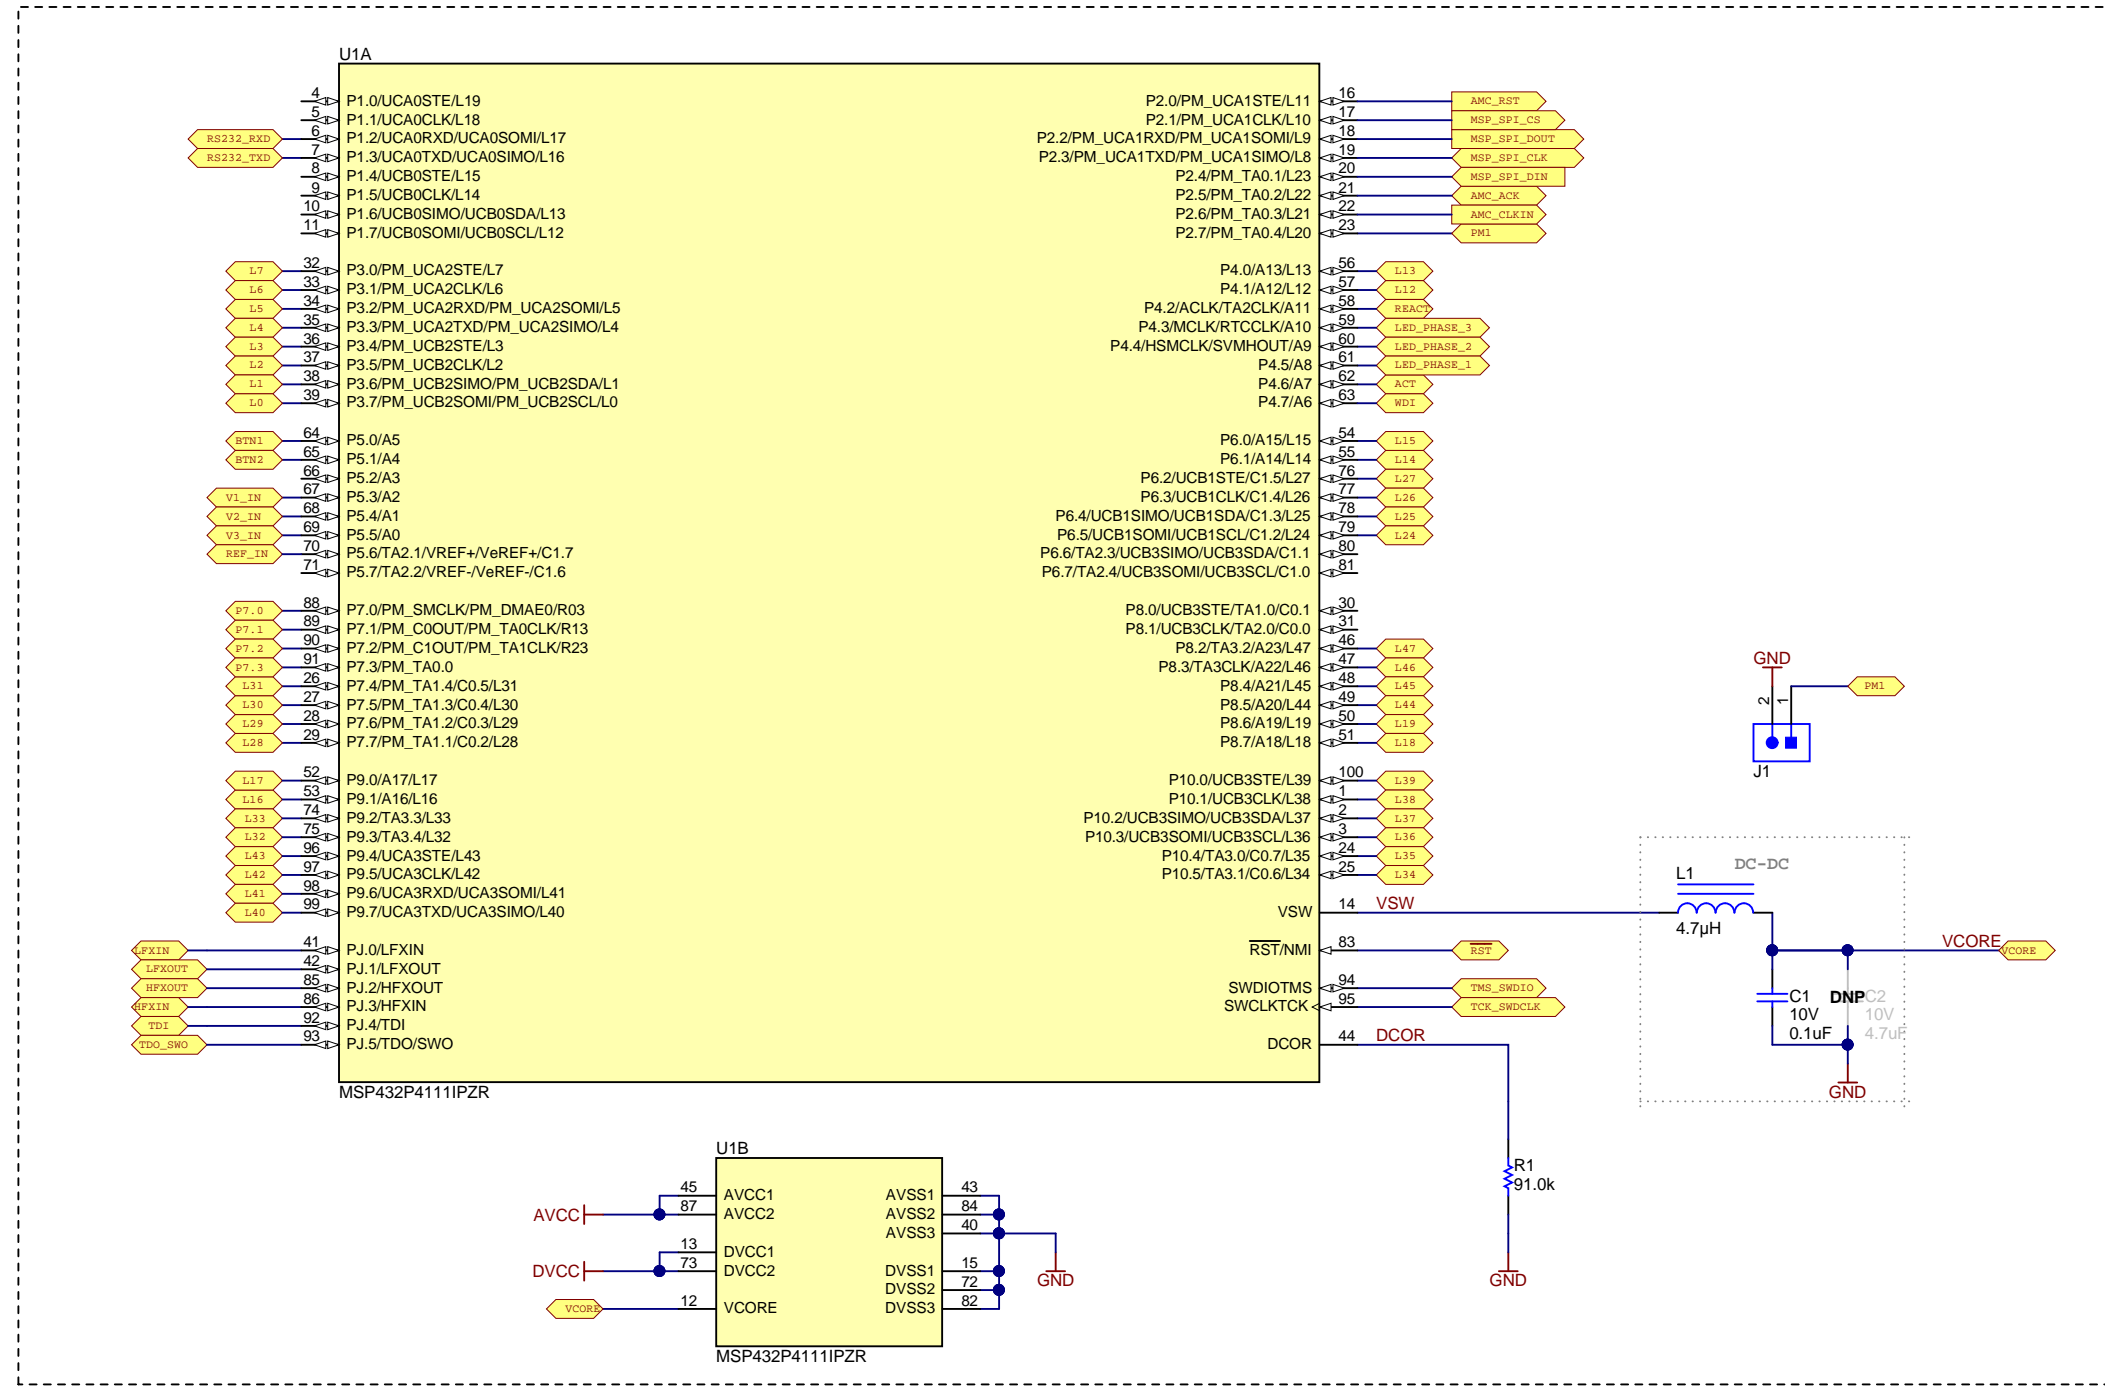 U1A
RS232_RXD
RS232_TXD
4 P1.0/UCA0STE/L19
5 P1.1/UCA0CLK/L18
6 P1.2/UCA0RXD/UCA0SOMI/L17
7 P1.3/UCA0TXD/UCA0SIMO/L16
8 P1.4/UCB0STE/L15
9 P1.5/UCB0CLK/L14
10 P1.6/UCB0SIMO/UCB0SDA/L13
11 P1.7/UCB0SOMI/UCB0SCL/L12
L7 32 P3.0/PM_UCA2STE/L7
L6 33 P3.1/PM_UCA2CLK/L6
L5 34 P3.2/PM_UCA2RXD/PM_UCA2SOMI/L5
L4 35 P3.3/PM_UCA2TXD/PM_UCA2SIMO/L4
L3 36 P3.4/PM_UCB2STE/L3
L2 37 P3.5/PM_UCB2CLK/L2
L1 38 P3.6/PM_UCB2SIMO/PM_UCB2SDA/L1
L0 39 P3.7/PM_UCB2SOMI/PM_UCB2SCL/L0
BTN1 64 P5.0/A5
BTN2 65 P5.1/A4
66 P5.2/A3
V1_IN 67 P5.3/A2
V2_IN 68 P5.4/A1
V3_IN 69 P5.5/A0
REF_IN 70 P5.6/TA2.1/VREF+/VeREF+/C1.7
71 P5.7/TA2.2/VREF-/VeREF-/C1.6
P7.0 88 P7.0/PM_SMCLK/PM_DMAE0/R03
P7.1 89 P7.1/PM_C0OUT/PM_TA0CLK/R13
P7.2 90 P7.2/PM_C1OUT/PM_TA1CLK/R23
P7.3 91 P7.3/PM_TA0.0
L31 26 P7.4/PM_TA1.4/C0.5/L31
L30 27 P7.5/PM_TA1.3/C0.4/L30
L29 28 P7.6/PM_TA1.2/C0.3/L29
L28 29 P7.7/PM_TA1.1/C0.2/L28
L17 52 P9.0/A17/L17
L16 53 P9.1/A16/L16
L33 74 P9.2/TA3.3/L33
L32 75 P9.3/TA3.4/L32
L43 96 P9.4/UCA3STE/L43
L42 97 P9.5/UCA3CLK/L42
L41 98 P9.6/UCA3RXD/UCA3SOMI/L41
L40 99 P9.7/UCA3TXD/UCA3SIMO/L40
LFXIN 41 PJ.0/LFXIN
LFXOUT 42 PJ.1/LFXOUT
HFXOUT 85 PJ.2/HFXOUT
HFXIN 86 PJ.3/HFXIN
TDI 92 PJ.4/TDI
TDO_SWO 93 PJ.5/TDO/SWO
P2.0/PM_UCA1STE/L11 16 AMC_RST
P2.1/PM_UCA1CLK/L10 17 MSP_SPI_CS
P2.2/PM_UCA1RXD/PM_UCA1SOMI/L9 18 MSP_SPI_DOUT
P2.3/PM_UCA1TXD/PM_UCA1SIMO/L8 19 MSP_SPI_CLK
P2.4/PM_TA0.1/L23 20 MSP_SPI_DIN
P2.5/PM_TA0.2/L22 21 AMC_ACK
P2.6/PM_TA0.3/L21 22 AMC_CLKIN
P2.7/PM_TA0.4/L20 23 PM1
P4.0/A13/L13 56 L13
P4.1/A12/L12 57 L12
P4.2/ACLK/TA2CLK/A11 58 REACT
P4.3/MCLK/RTCCLK/A10 59 LED_PHASE_3
P4.4/HSMCLK/SVMHOUT/A9 60 LED_PHASE_2
P4.5/A8 61 LED_PHASE_1
P4.6/A7 62 ACT
P4.7/A6 63 WDI
P6.0/A15/L15 54 L15
P6.1/A14/L14 55 L14
P6.2/UCB1STE/C1.5/L27 76 L27
P6.3/UCB1CLK/C1.4/L26 77 L26
P6.4/UCB1SIMO/UCB1SDA/C1.3/L25 78 L25
P6.5/UCB1SOMI/UCB1SCL/C1.2/L24 79 L24
P6.6/TA2.3/UCB3SIMO/UCB3SDA/C1.1 80
P6.7/TA2.4/UCB3SOMI/UCB3SCL/C1.0 81
P8.0/UCB3STE/TA1.0/C0.1 30
P8.1/UCB3CLK/TA2.0/C0.0 31
P8.2/TA3.2/A23/L47 46 L47
P8.3/TA3CLK/A22/L46 47 L46
P8.4/A21/L45 48 L45
P8.5/A20/L44 49 L44
P8.6/A19/L19 50 L19
P8.7/A18/L18 51 L18
P10.0/UCB3STE/L39 100 L39
P10.1/UCB3CLK/L38 1 L38
P10.2/UCB3SIMO/UCB3SDA/L37 2 L37
P10.3/UCB3SOMI/UCB3SCL/L36 3 L36
P10.4/TA3.0/C0.7/L35 24 L35
P10.5/TA3.1/C0.6/L34 25 L34
VSW 14 VSW
RST/NMI 83 RST
SWDIOTMS 94 TMS_SWDIO
SWCLKTCK 95 TCK_SWDCLK
DCOR 44 DCOR
MSP432P4111IPZR
GND
2 1
PM1
J1
DC-DC
L1
4.7µH
VCORE VCORE
C1
10V
0.1uF
DNP
C2
10V
4.7uF
GND
R1
91.0k
GND
U1B
AVCC 45 AVCC1
87 AVCC2
DVCC 13 DVCC1
73 DVCC2
VCORE 12 VCORE
AVSS1 43
AVSS2 84
AVSS3 40
DVSS1 15
DVSS2 72
DVSS3 82
GND
MSP432P4111IPZR